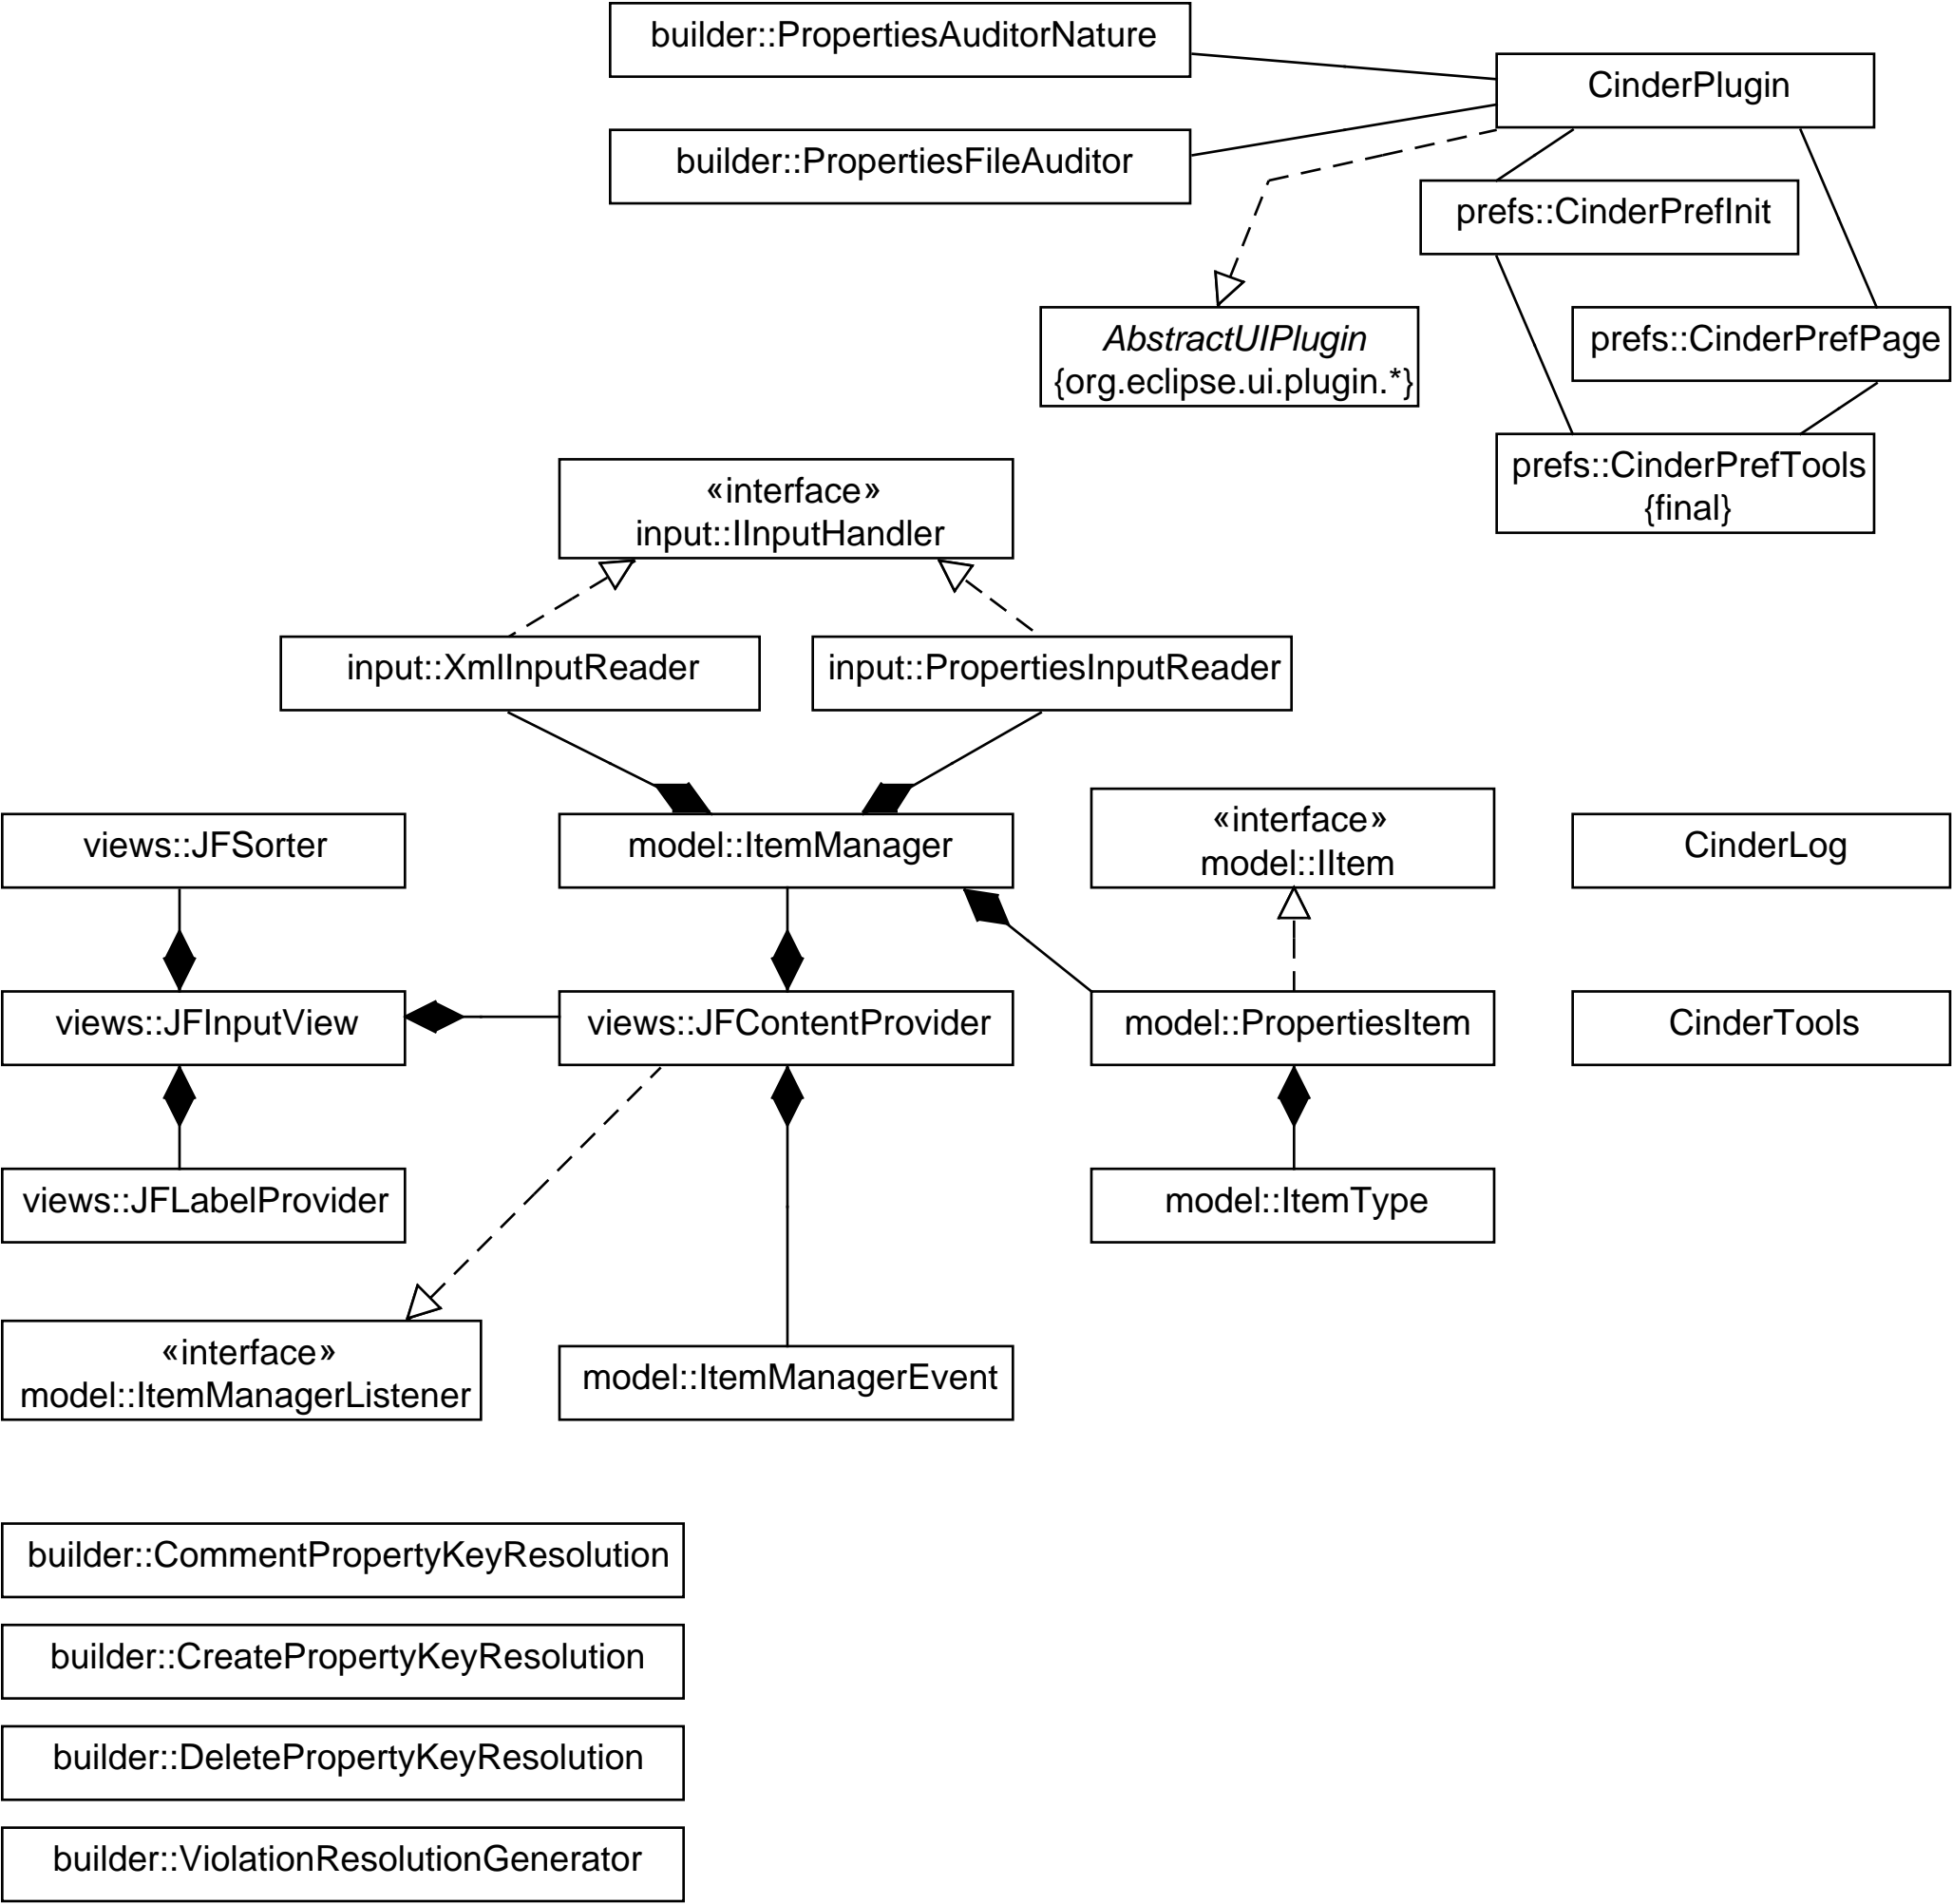 builder::PropertiesAuditorNature
CinderPlugin
builder::PropertiesFileAuditor
prefs::CinderPrefInit
AbstractUIPlugin
{org.eclipse.ui.plugin.*}
prefs::CinderPrefPage
prefs::CinderPrefTools
{final}
«interface»
input::IInputHandler
input::XmlInputReader
input::PropertiesInputReader
views::JFSorter
model::ItemManager
«interface»
model::IItem
CinderLog
views::JFInputView
views::JFContentProvider
model::PropertiesItem
CinderTools
views::JFLabelProvider
model::ItemType
«interface»
model::ItemManagerListener
model::ItemManagerEvent
builder::CommentPropertyKeyResolution
builder::CreatePropertyKeyResolution
builder::DeletePropertyKeyResolution
builder::ViolationResolutionGenerator